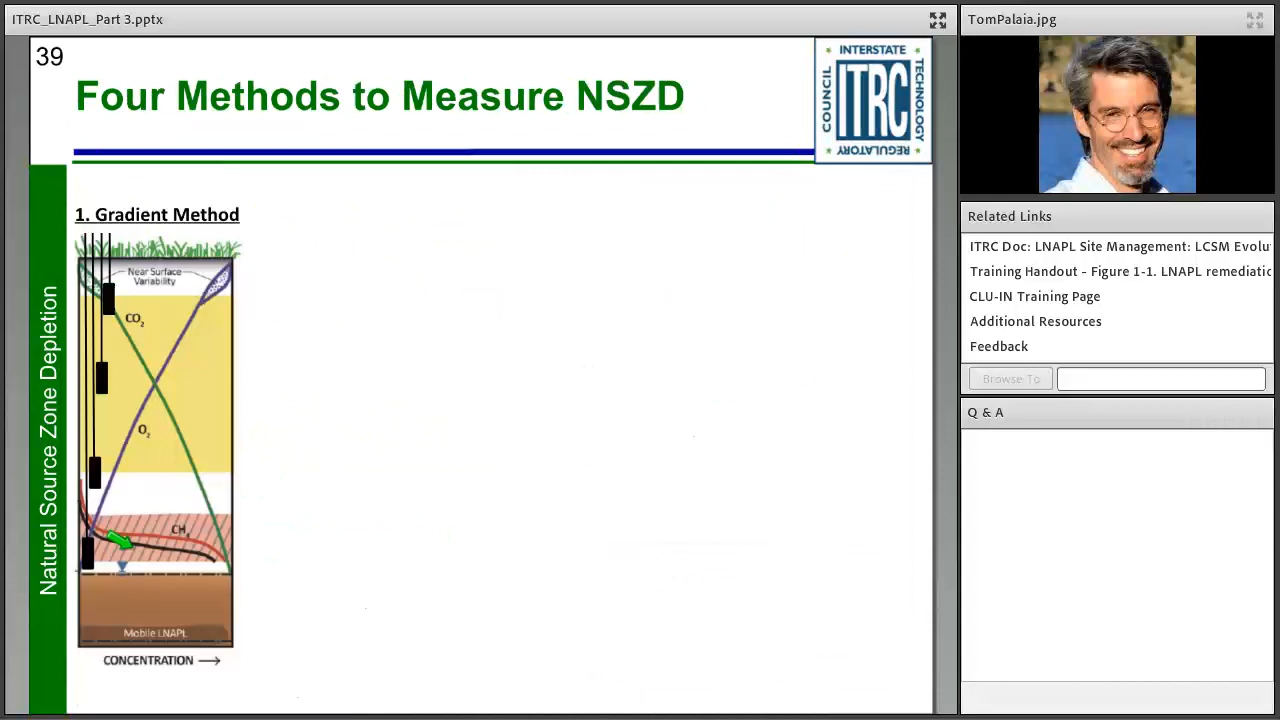 ITRC_LNAPL_Part 3.pptx
39
Four Methods to Measure NSZD
INTERSTATE
COUNCIL
ITRC
TECHNOLOGY
REGULATORY
Natural Source Zone Depletion
1. Gradient Method
Near Surface
Variability
CO₂
O₂
CH₄
Mobile LNAPL
CONCENTRATION →
TomPalaia.jpg
Related Links
ITRC Doc: LNAPL Site Management: LCSM Evolu
Training Handout - Figure 1-1. LNAPL remediatic
CLU-IN Training Page
Additional Resources
Feedback
Browse To
Q & A